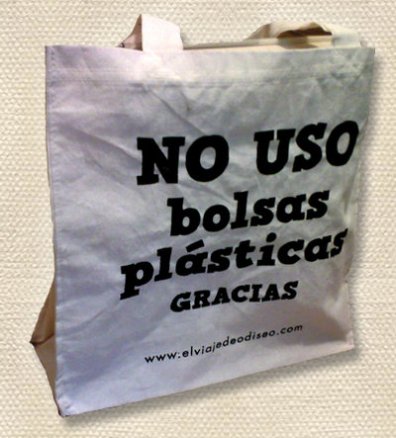 NO USO
bolsas
plásticas
GRACIAS
www.elviajedeodiseo.com